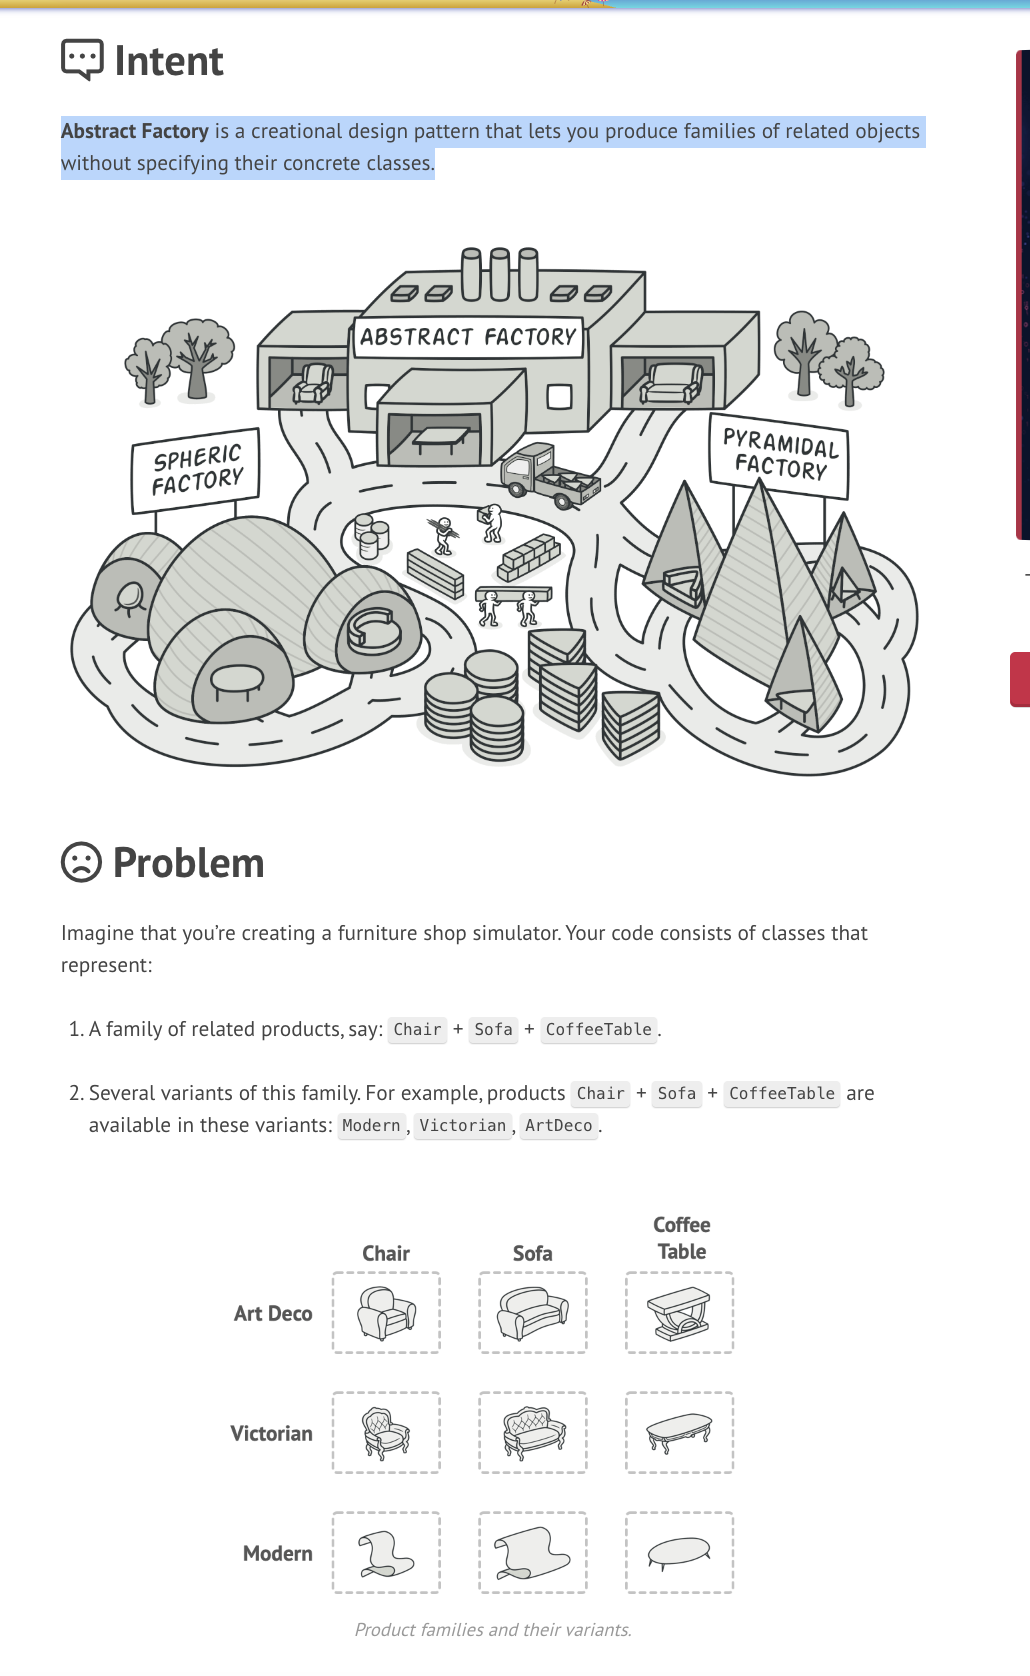 Intent
Abstract Factory is a creational design pattern that lets you produce families of related objects
without specifying their concrete classes.
ABSTRACT FACTORY
SPHERIC
FACTORY
PYRAMIDAL
FACTORY
Problem
Imagine that you’re creating a furniture shop simulator. Your code consists of classes that
represent:
1. A family of related products, say: Chair + Sofa + CoffeeTable.
2. Several variants of this family. For example, products Chair + Sofa + CoffeeTable are
available in these variants: Modern, Victorian, ArtDeco.
Chair Sofa Coffee
Table
Art Deco
Victorian
Modern
Product families and their variants.